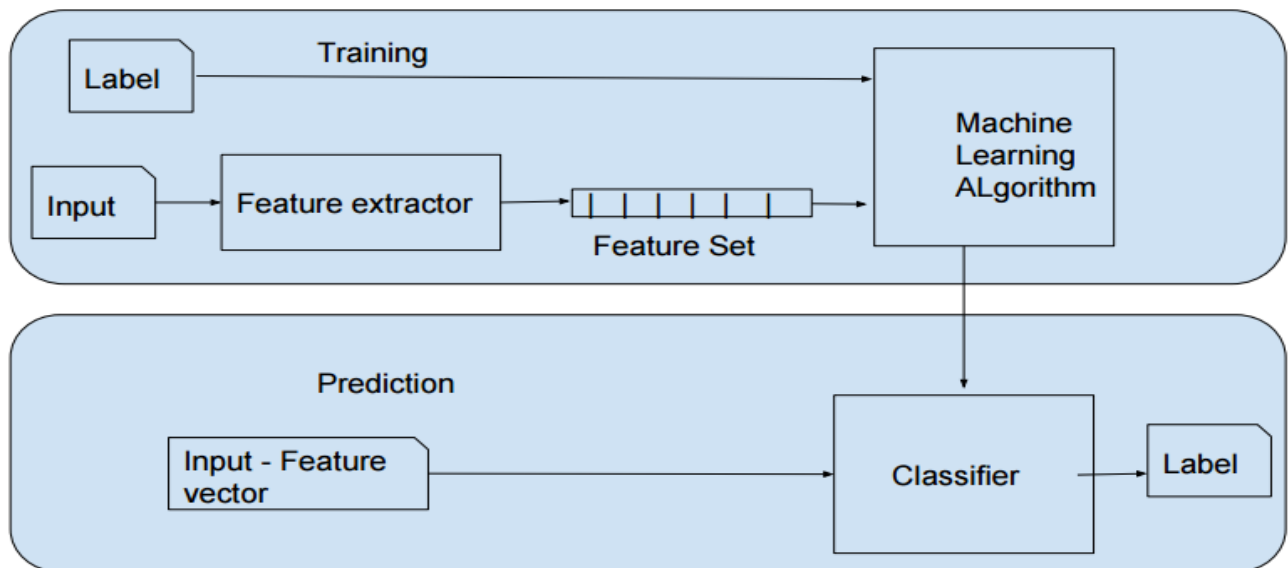 Training
Label
Machine
Learning
ALgorithm
Input
Feature extractor
Feature Set
Prediction
Input - Feature
vector
Classifier
Label